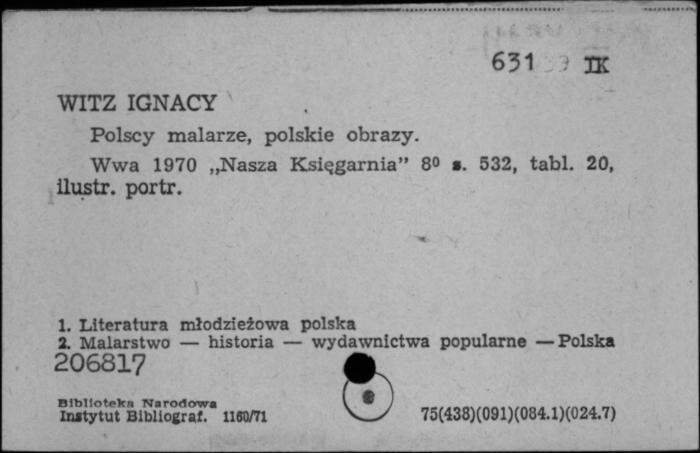 631 IK
WITZ IGNACY
Polscy malarze, polskie obrazy.
Wwa 1970 „Nasza Księgarnia” 8⁰ s. 532, tabl. 20,
ilustr. portr.
1. Literatura młodzieżowa polska
2. Malarstwo — historia — wydawnictwa popularne — Polska
206817
Biblioteka Narodowa
Instytut Bibliograf. 1160/71
75(438)(091)(084.1)(024.7)